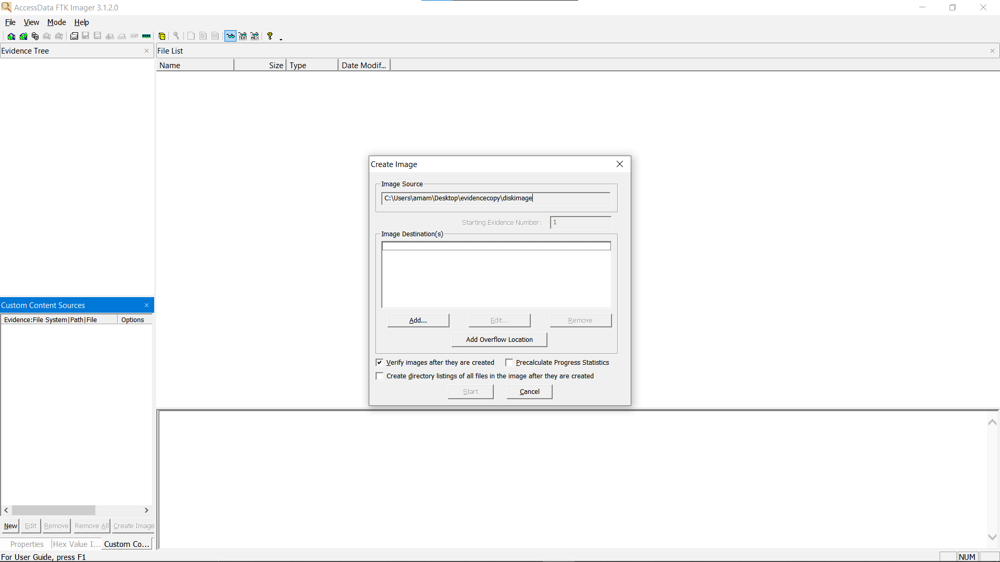 AccessData FTK Imager 3.1.2.0
File View Mode Help
TEXT HEX
Evidence Tree
File List
Name Size Type Date Modif...
Create Image
Image Source
C:\Users\amam\Desktop\evidencecopy\diskimage
Starting Evidence Number: 1
Image Destination(s)
Add... Edit... Remove
Add Overflow Location
Verify images after they are created Precalculate Progress Statistics
Create directory listings of all files in the image after they are created
Start Cancel
Custom Content Sources
Evidence:File System|Path|File Options
New Edit Remove Remove All Create Image
Properties Hex Value I... Custom Co...
For User Guide, press F1 NUM